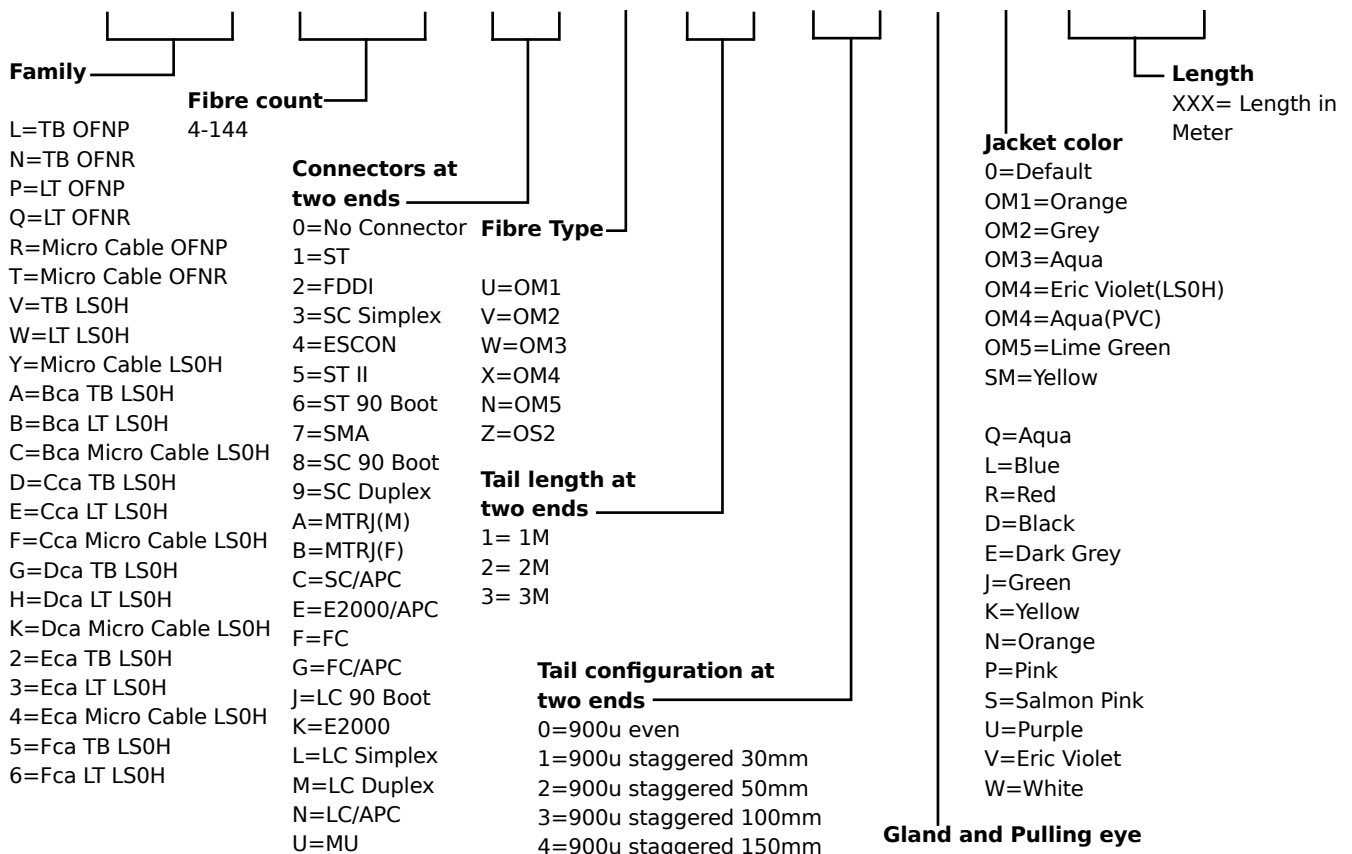 Family
L=TB OFNP
N=TB OFNR
P=LT OFNP
Q=LT OFNR
R=Micro Cable OFNP
T=Micro Cable OFNR
V=TB LS0H
W=LT LS0H
Y=Micro Cable LS0H
A=Bca TB LS0H
B=Bca LT LS0H
C=Bca Micro Cable LS0H
D=Cca TB LS0H
E=Cca LT LS0H
F=Cca Micro Cable LS0H
G=Dca TB LS0H
H=Dca LT LS0H
K=Dca Micro Cable LS0H
2=Eca TB LS0H
3=Eca LT LS0H
4=Eca Micro Cable LS0H
5=Fca TB LS0H
6=Fca LT LS0H
Fibre count
4-144
Connectors at
two ends
0=No Connector
1=ST
2=FDDI
3=SC Simplex
4=ESCON
5=ST II
6=ST 90 Boot
7=SMA
8=SC 90 Boot
9=SC Duplex
A=MTRJ(M)
B=MTRJ(F)
C=SC/APC
E=E2000/APC
F=FC
G=FC/APC
J=LC 90 Boot
K=E2000
L=LC Simplex
M=LC Duplex
N=LC/APC
U=MU
Fibre Type
U=OM1
V=OM2
W=OM3
X=OM4
N=OM5
Z=OS2
Tail length at
two ends
1= 1M
2= 2M
3= 3M
Tail configuration at
two ends
0=900u even
1=900u staggered 30mm
2=900u staggered 50mm
3=900u staggered 100mm
4=900u staggered 150mm
Gland and Pulling eye
Jacket color
0=Default
OM1=Orange
OM2=Grey
OM3=Aqua
OM4=Eric Violet(LS0H)
OM4=Aqua(PVC)
OM5=Lime Green
SM=Yellow
Q=Aqua
L=Blue
R=Red
D=Black
E=Dark Grey
J=Green
K=Yellow
N=Orange
P=Pink
S=Salmon Pink
U=Purple
V=Eric Violet
W=White
Length
XXX= Length in
Meter